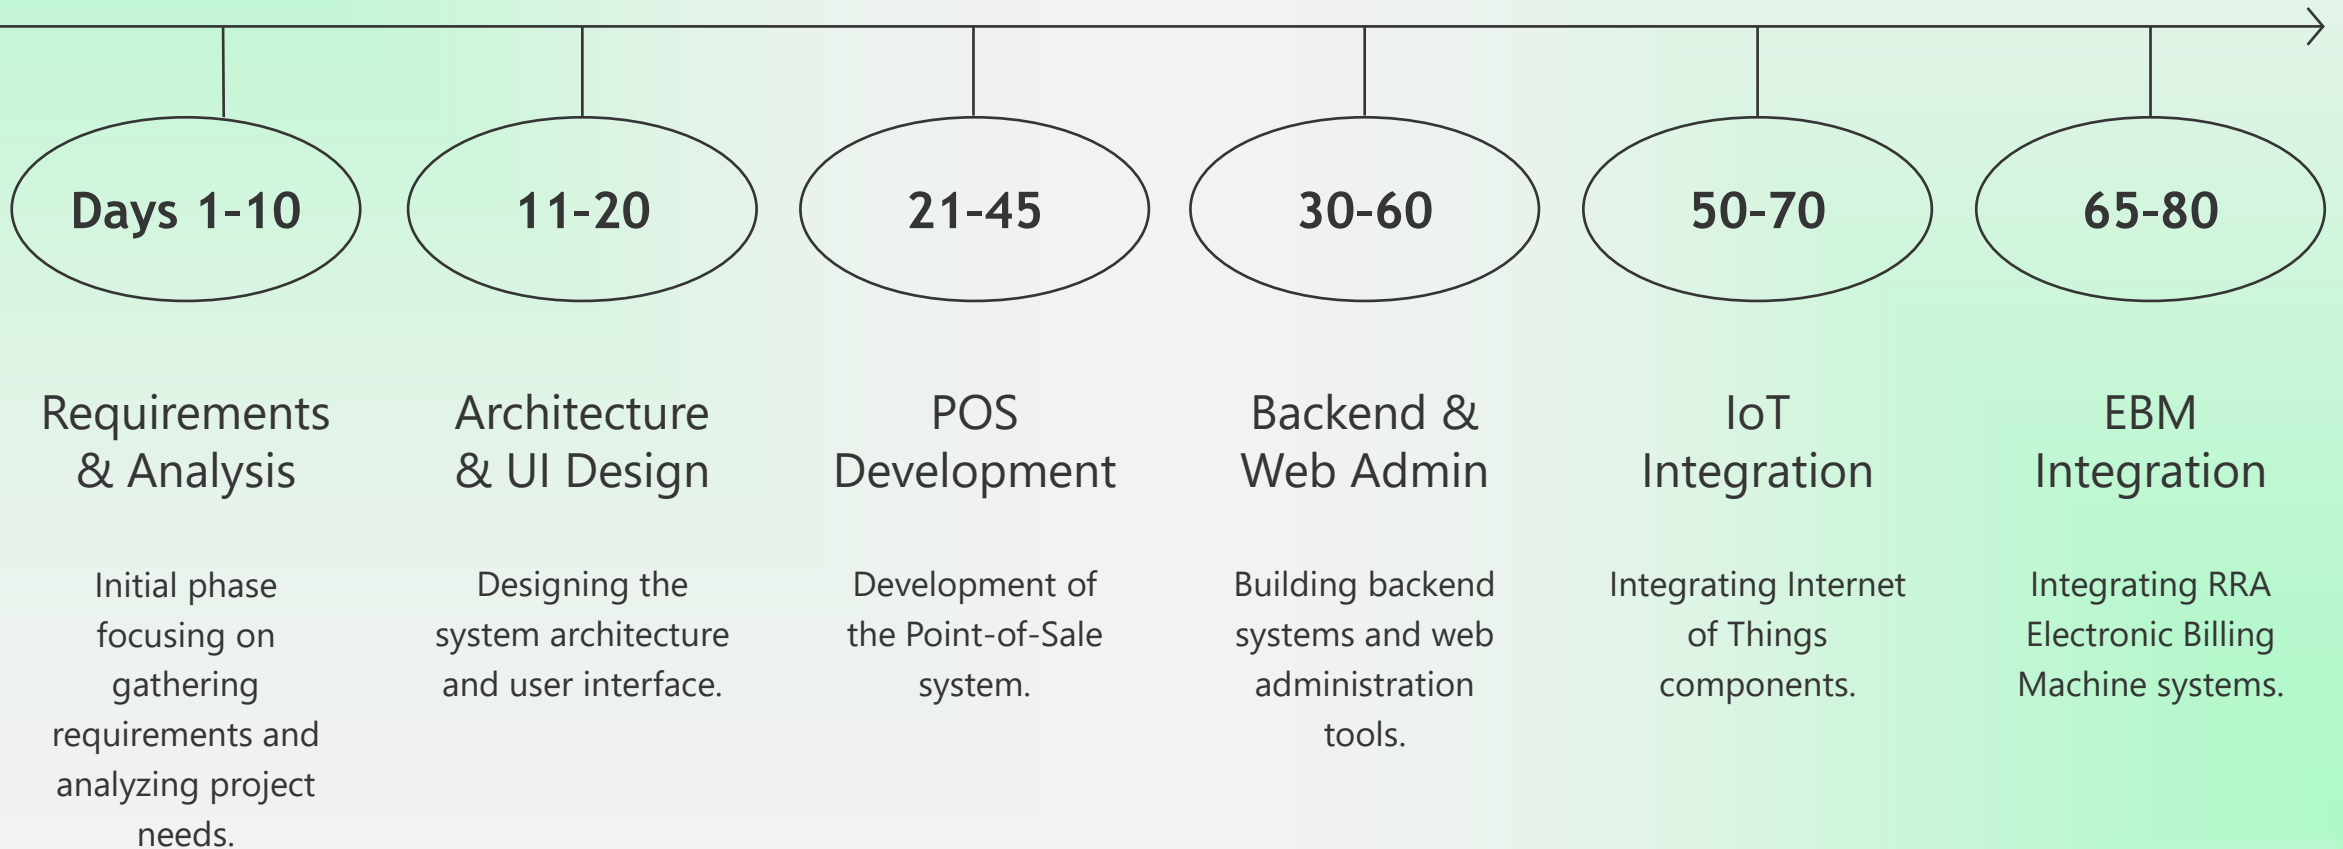 Days 1-10
11-20
21-45
30-60
50-70
65-80
Requirements
& Analysis
Architecture
& UI Design
POS
Development
Backend &
Web Admin
IoT
Integration
EBM
Integration
Initial phase
focusing on
gathering
requirements and
analyzing project
needs.
Designing the
system architecture
and user interface.
Development of
the Point-of-Sale
system.
Building backend
systems and web
administration
tools.
Integrating Internet
of Things
components.
Integrating RRA
Electronic Billing
Machine systems.